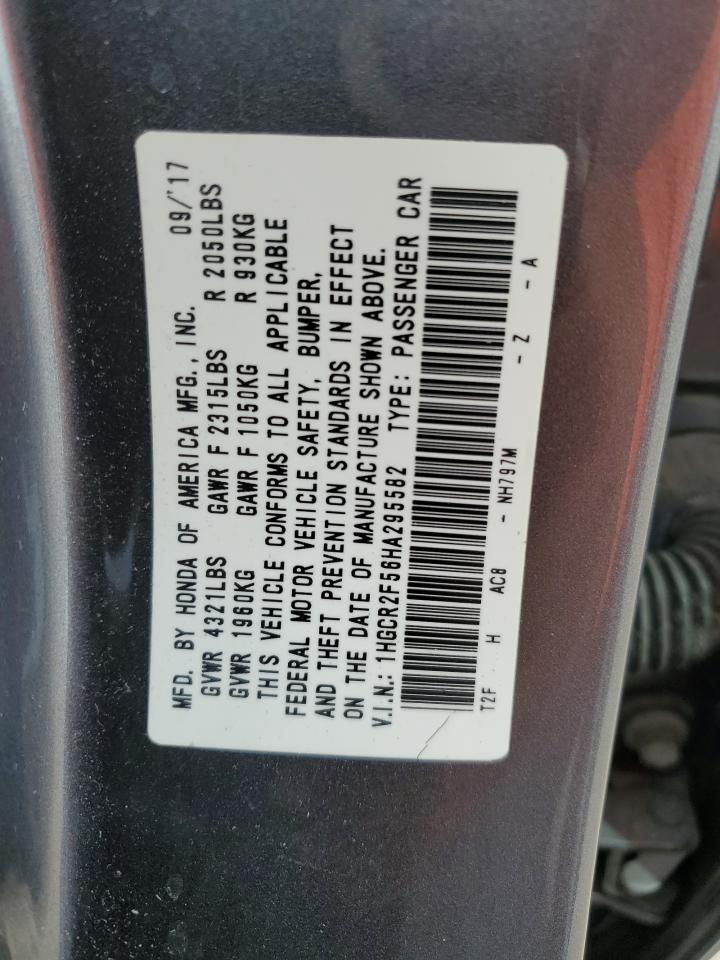 MFD. BY HONDA OF AMERICA MFG., INC. 09/'17
GVWR 4321LBS GAWR F 2315LBS R 2050LBS
GVWR 1960KG GAWR F 1050KG R 930KG
THIS VEHICLE CONFORMS TO ALL APPLICABLE
FEDERAL MOTOR VEHICLE SAFETY, BUMPER,
AND THEFT PREVENTION STANDARDS IN EFFECT
ON THE DATE OF MANUFACTURE SHOWN ABOVE.
V.I.N.: 1HGCR2F56HA295582 TYPE: PASSENGER CAR
T2F H AC8 - NH797M - Z - A